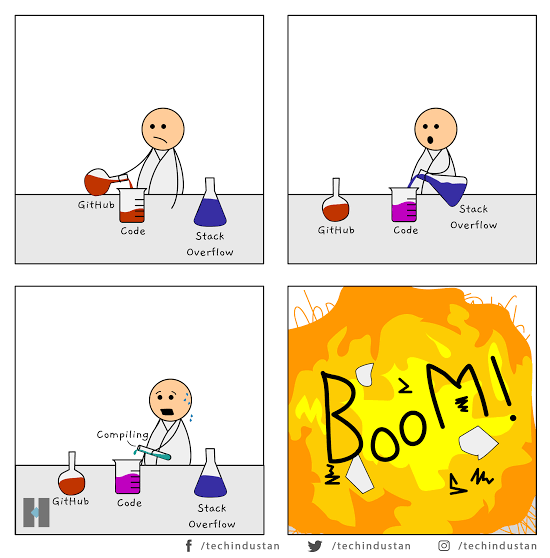 GitHub
Code
Stack
Overflow
GitHub
Code
Stack
Overflow
Compiling
GitHub
Code
Stack
Overflow
BooM!
/techindustan
/techindustan
/techindustan